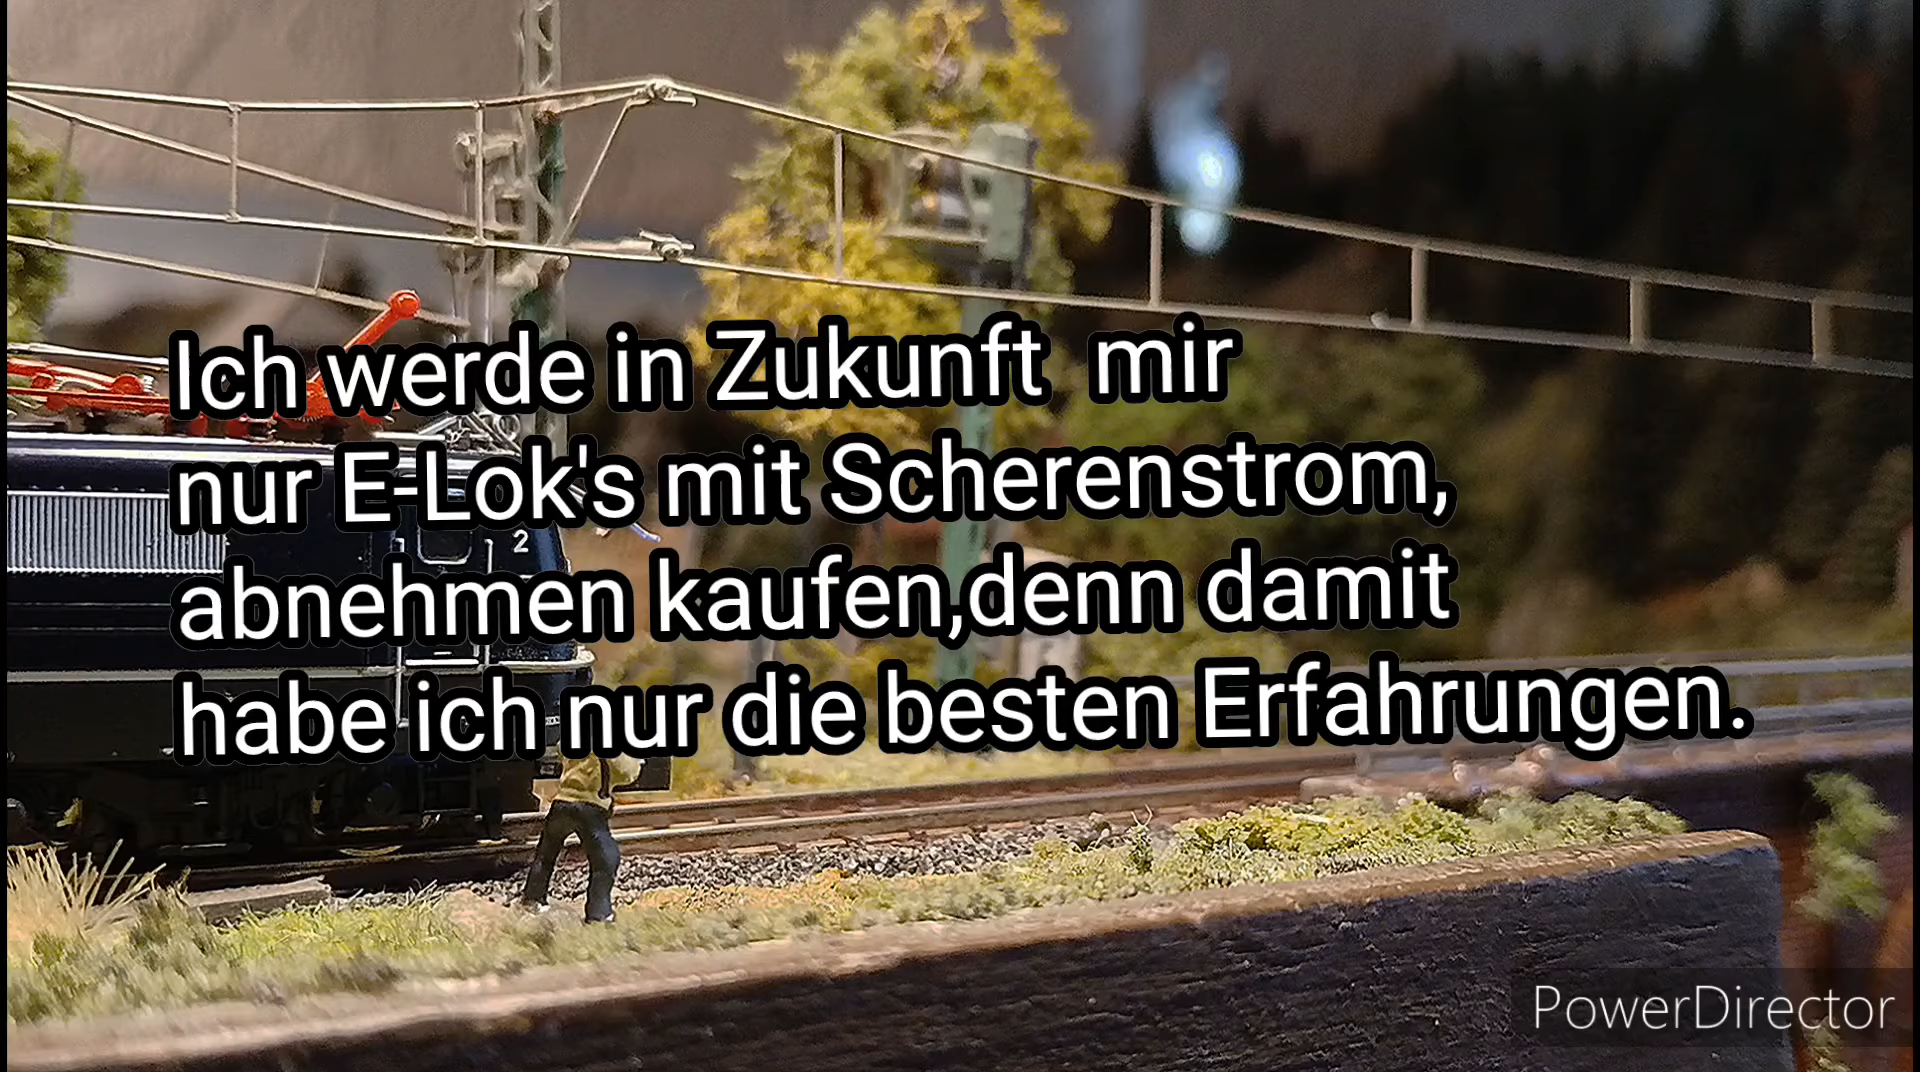 Ich werde in Zukunft  mir
nur E-Lok's mit Scherenstrom,
abnehmen kaufen,denn damit
habe ich nur die besten Erfahrungen.
2
PowerDirector